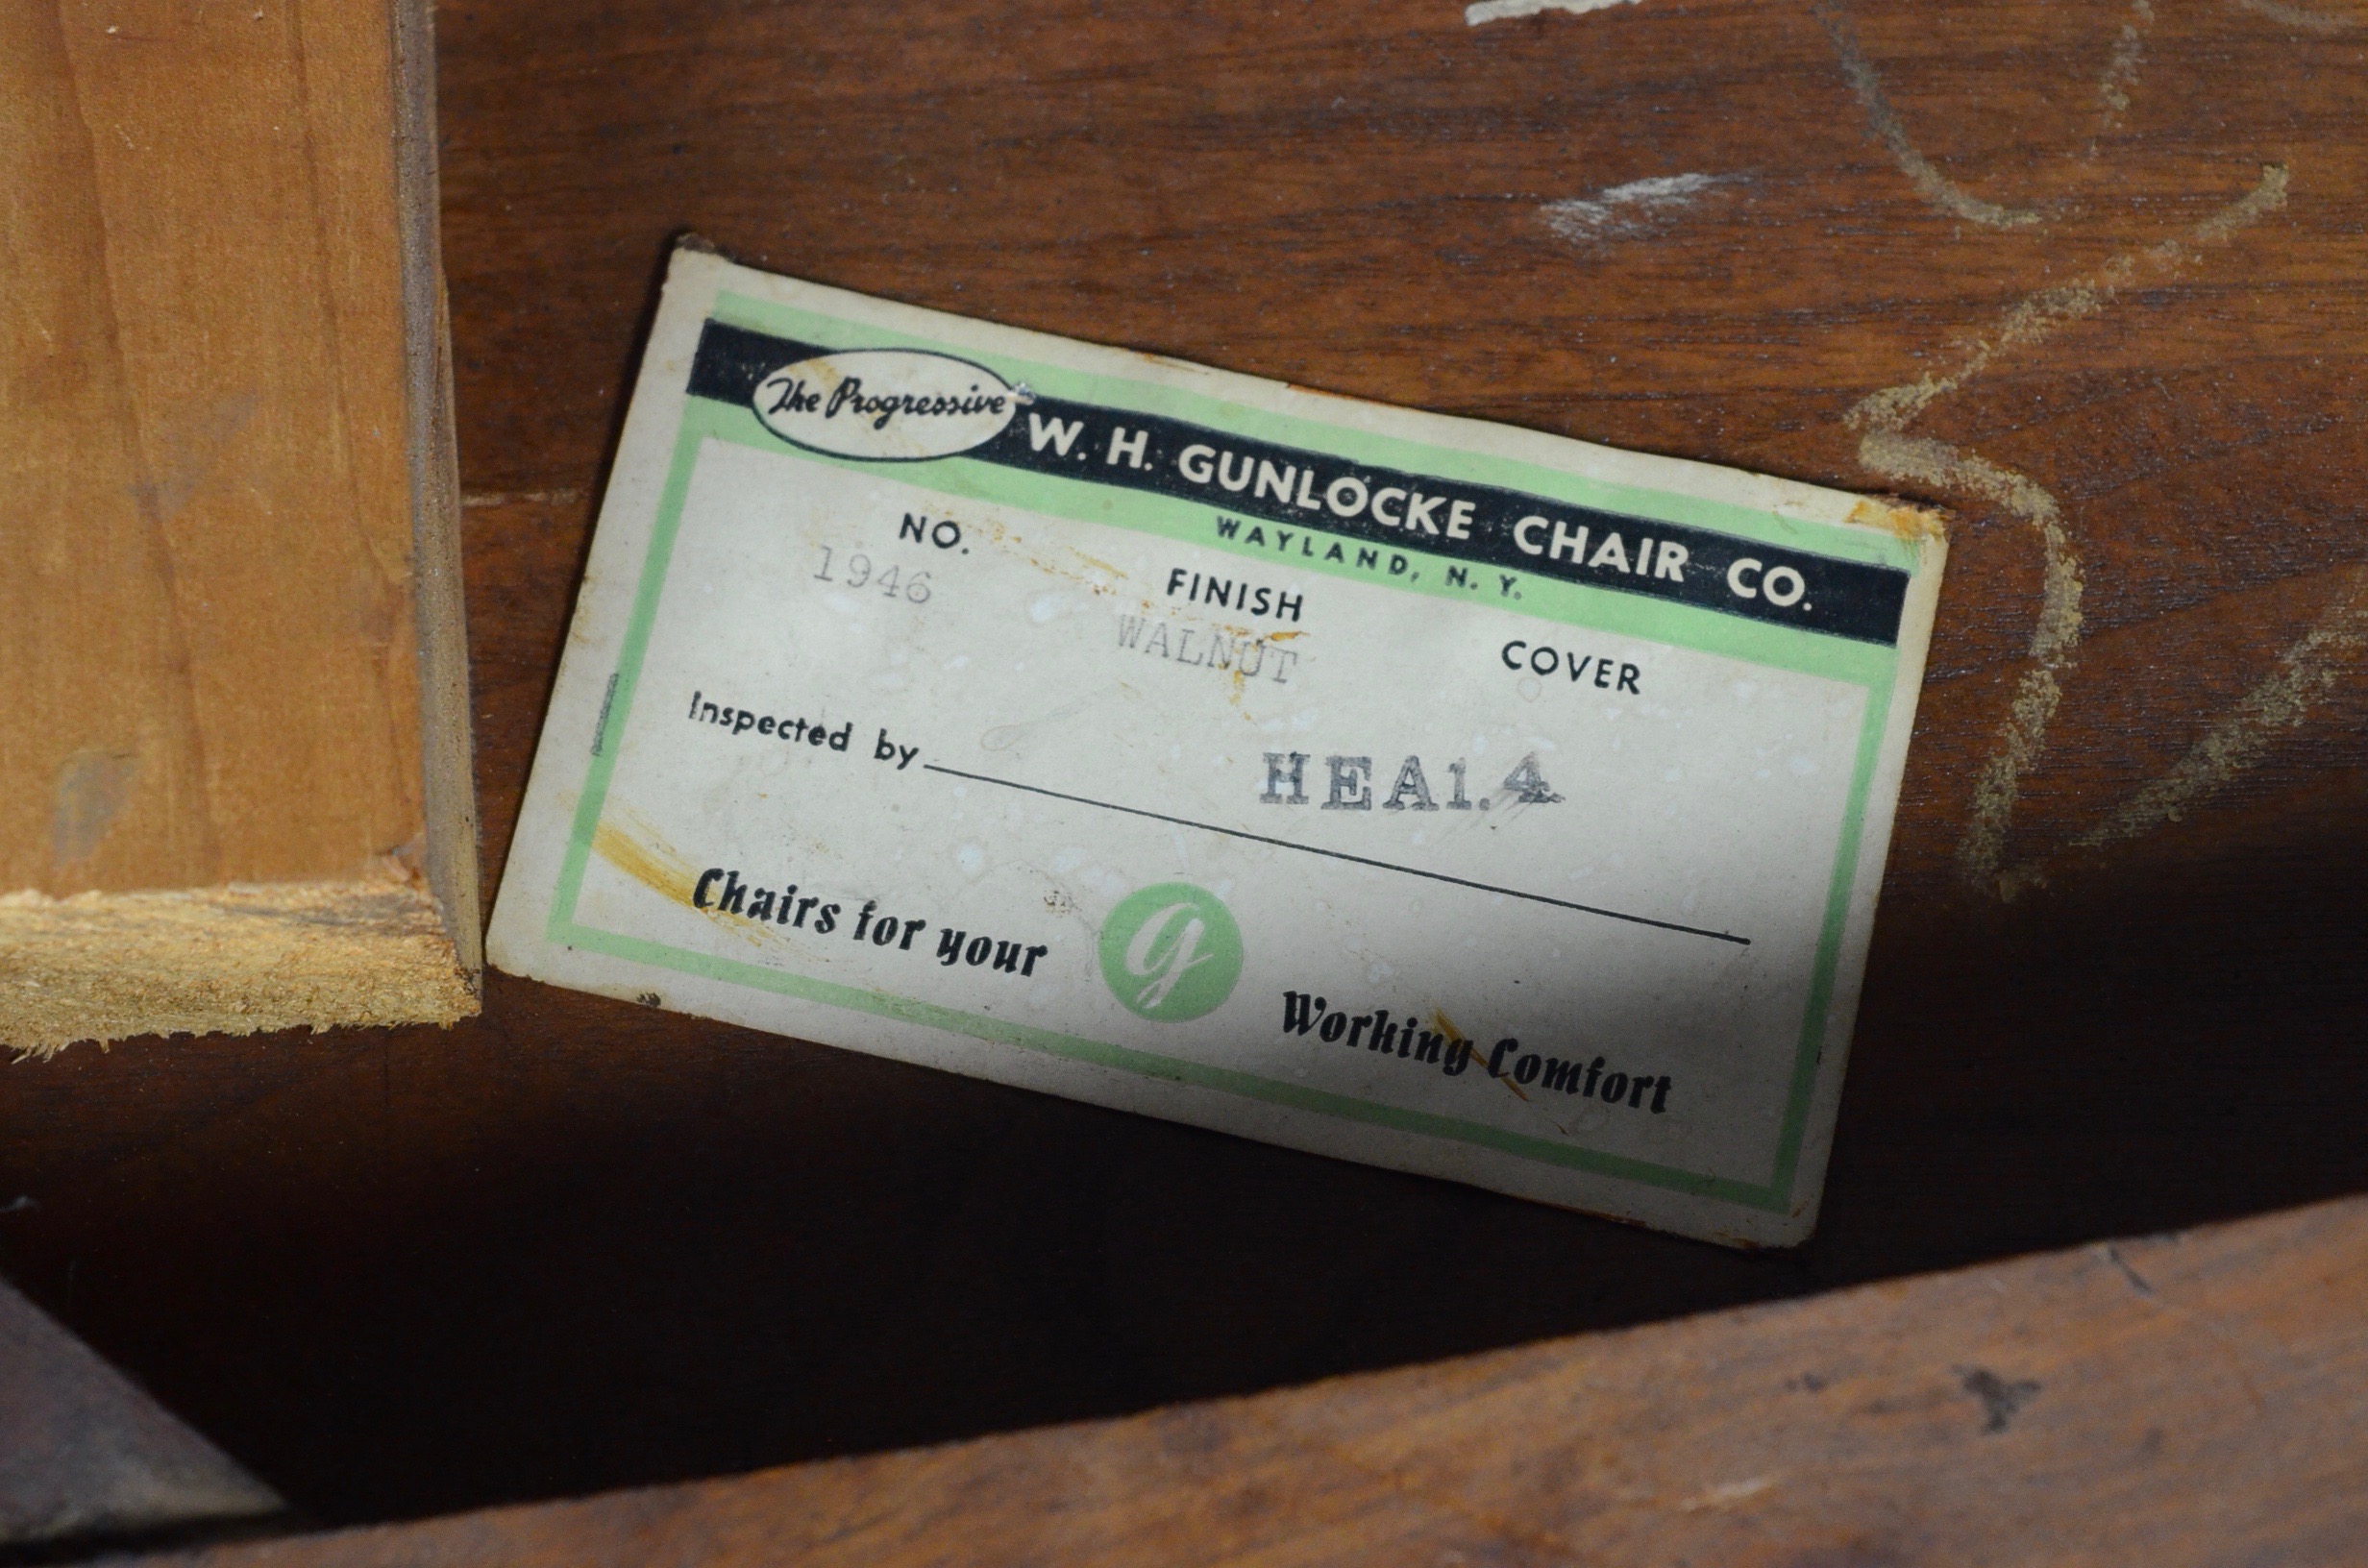 The Progressive
W. H. GUNLOCKE CHAIR CO.
WAYLAND, N. Y.
NO. FINISH COVER
1946 WALNUT
Inspected by
HEA1.4
Chairs for your g Working Comfort